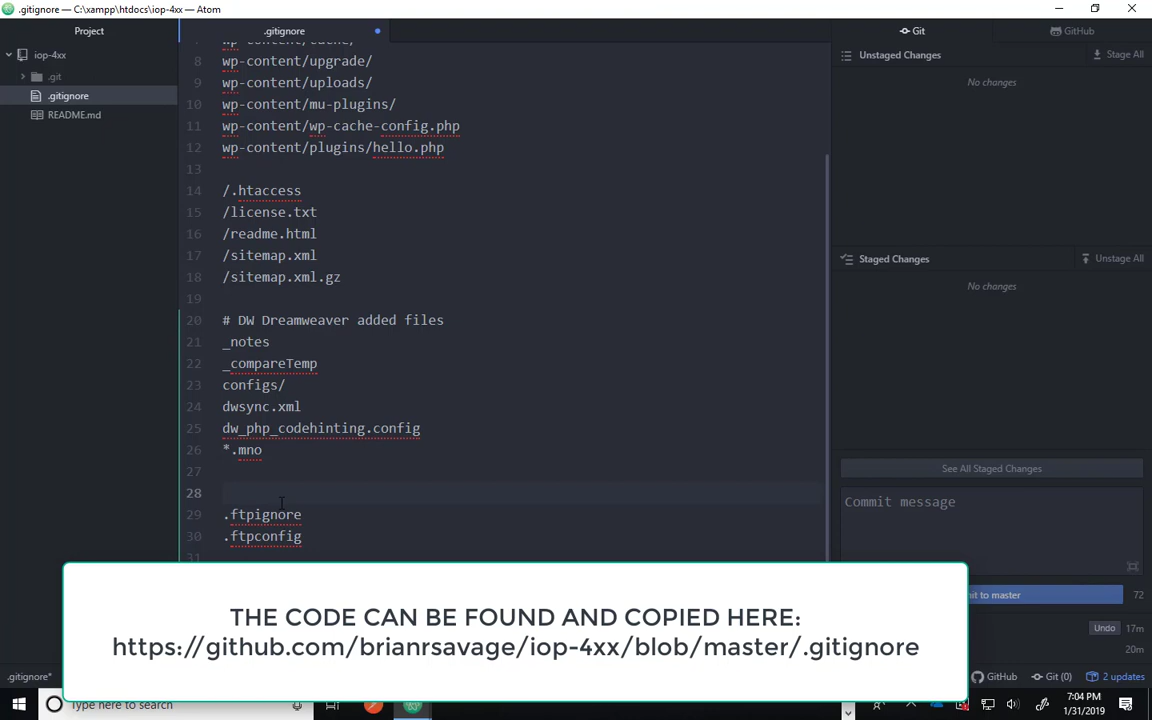 .gitignore — C:\xampp\htdocs\iop-4xx — Atom
Project
.gitignore
Git
GitHub
iop-4xx
.git
.gitignore
README.md
wp-content/cache/
8 wp-content/upgrade/
9 wp-content/uploads/
10 wp-content/mu-plugins/
11 wp-content/wp-cache-config.php
12 wp-content/plugins/hello.php
13
14 /.htaccess
15 /license.txt
16 /readme.html
17 /sitemap.xml
18 /sitemap.xml.gz
19
20 # DW Dreamweaver added files
21 _notes
22 _compareTemp
23 configs/
24 dwsync.xml
25 dw_php_codehinting.config
26 *.mno
27
28
29 .ftpignore
30 .ftpconfig
31
Unstaged Changes
Stage All
No changes
Staged Changes
Unstage All
No changes
See All Staged Changes
Commit message
to master
72
Undo 17m
20m
THE CODE CAN BE FOUND AND COPIED HERE:
https://github.com/brianrsavage/iop-4xx/blob/master/.gitignore
.gitignore*
GitHub
Git (0)
2 updates
Type here to search
7:04 PM
1/31/2019